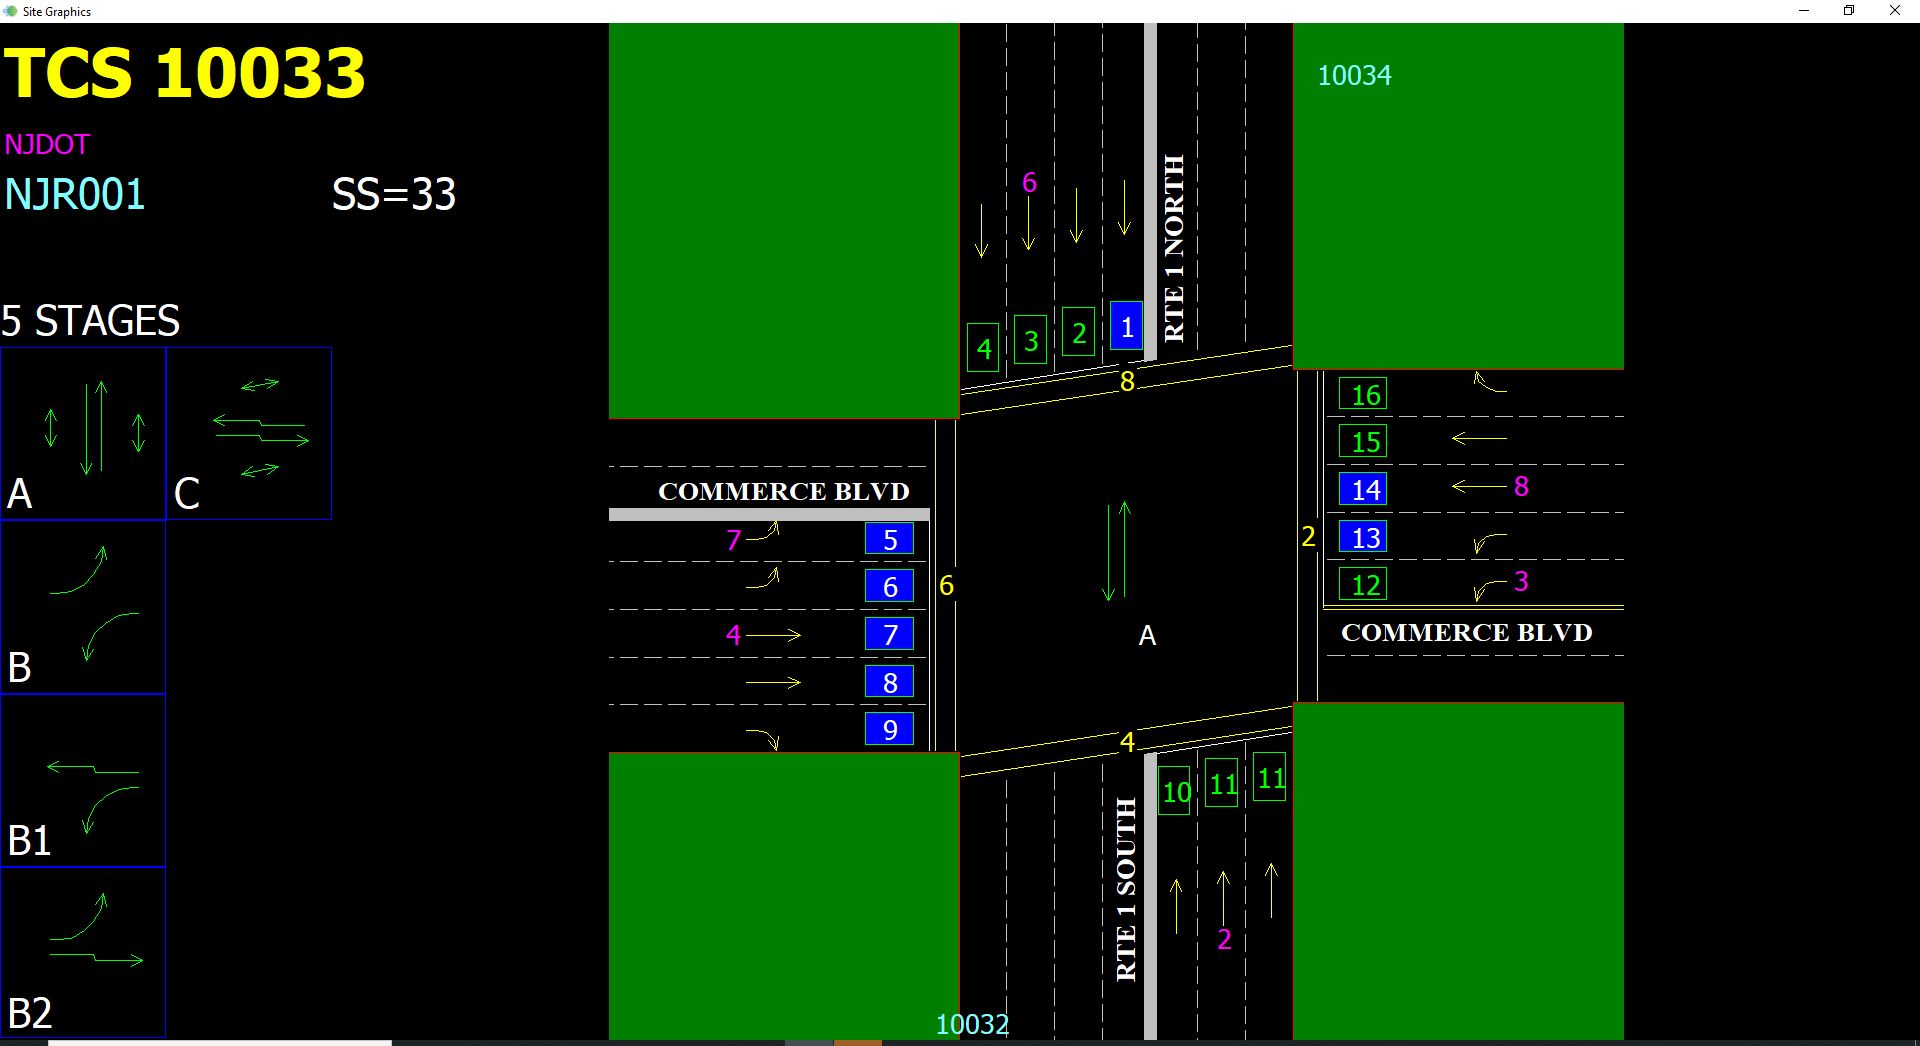 Site Graphics
TCS 10033
NJDOT
NJR001 SS=33
5 STAGES
A
C
B
B1
B2
10034
6
RTE 1 NORTH
4
3
2
1
8
16
15
14
8
13
12
3
2
COMMERCE BLVD
7
5
6
4
7
8
9
6
A
COMMERCE BLVD
4
10
11
11
RTE 1 SOUTH
2
10032